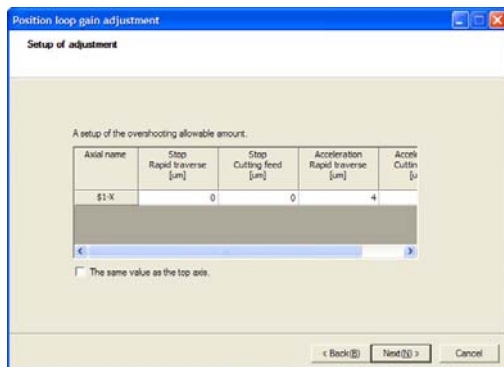 Position loop gain adjustment
Setup of adjustment
A setup of the overshooting allowable amount.
Axial name Stop Rapid traverse [um] Stop Cutting feed [um] Acceleration Rapid traverse [um] Accele Cuttin [u
$1-X 0 0 4
The same value as the top axis.
< Back(B) Next(N) > Cancel